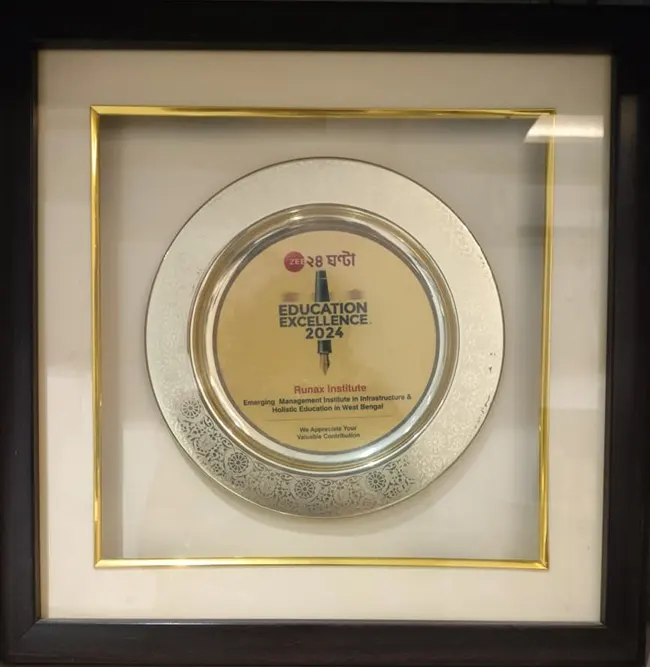 ZEE ২৪ ঘণ্টা
EDUCATION
EXCELLENCE
2024
Runax Institute
Emerging Management Institute in Infrastructure &
Holistic Education in West Bengal
We Appreciate Your
Valuable Contribution